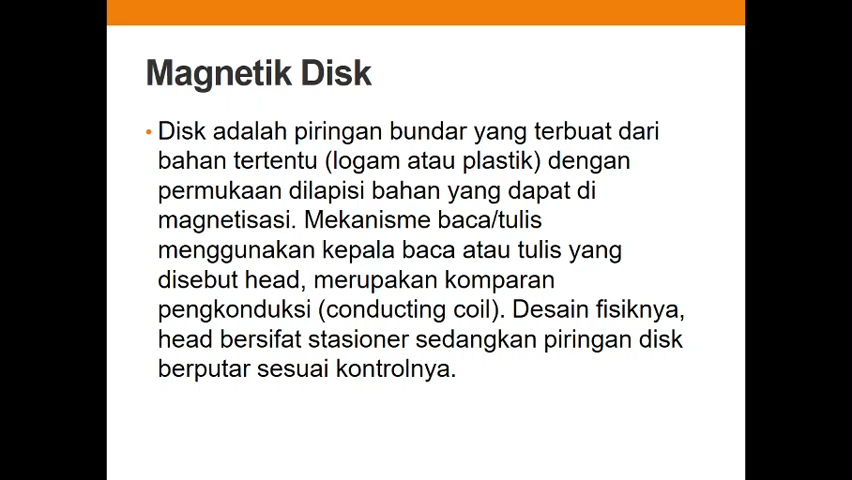 Magnetik Disk
• Disk adalah piringan bundar yang terbuat dari
bahan tertentu (logam atau plastik) dengan
permukaan dilapisi bahan yang dapat di
magnetisasi. Mekanisme baca/tulis
menggunakan kepala baca atau tulis yang
disebut head, merupakan komparan
pengkonduksi (conducting coil). Desain fisiknya,
head bersifat stasioner sedangkan piringan disk
berputar sesuai kontrolnya.